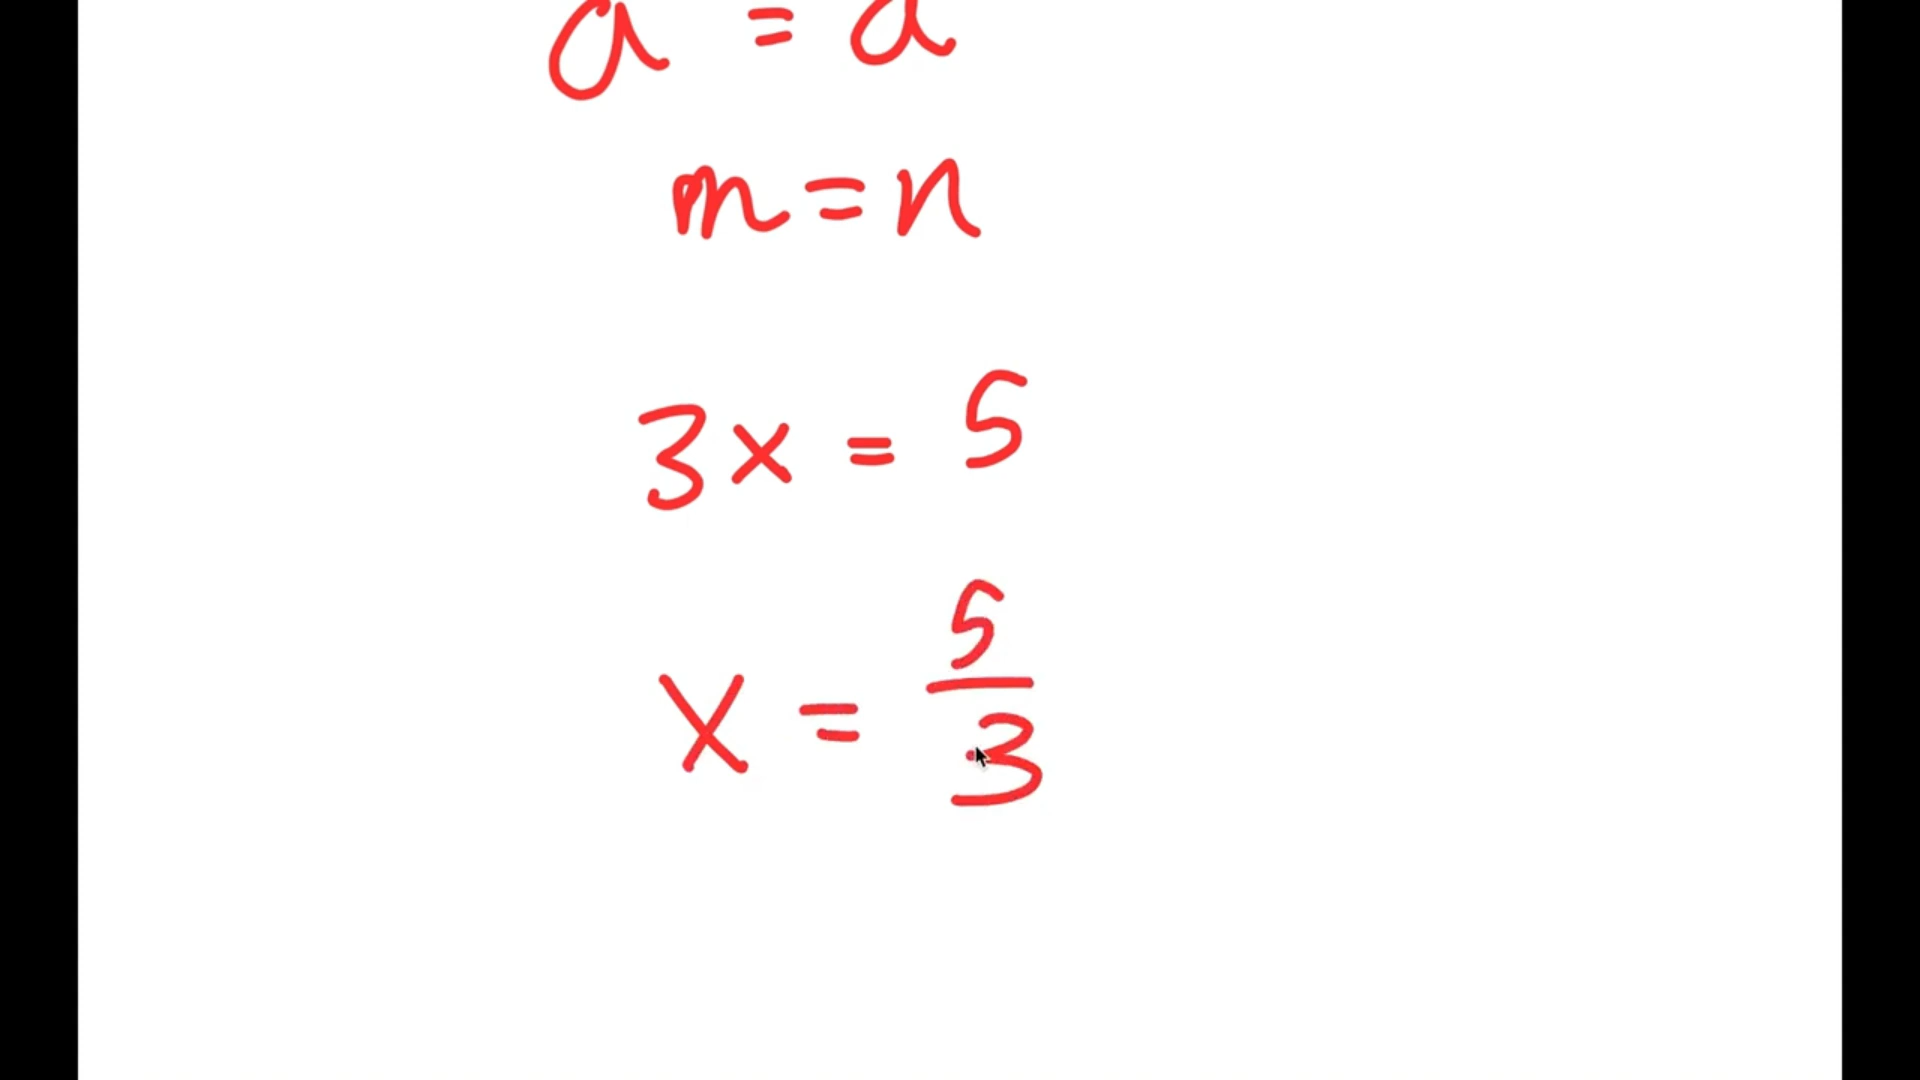 a = a
m = n
3x = 5
x = 5/3